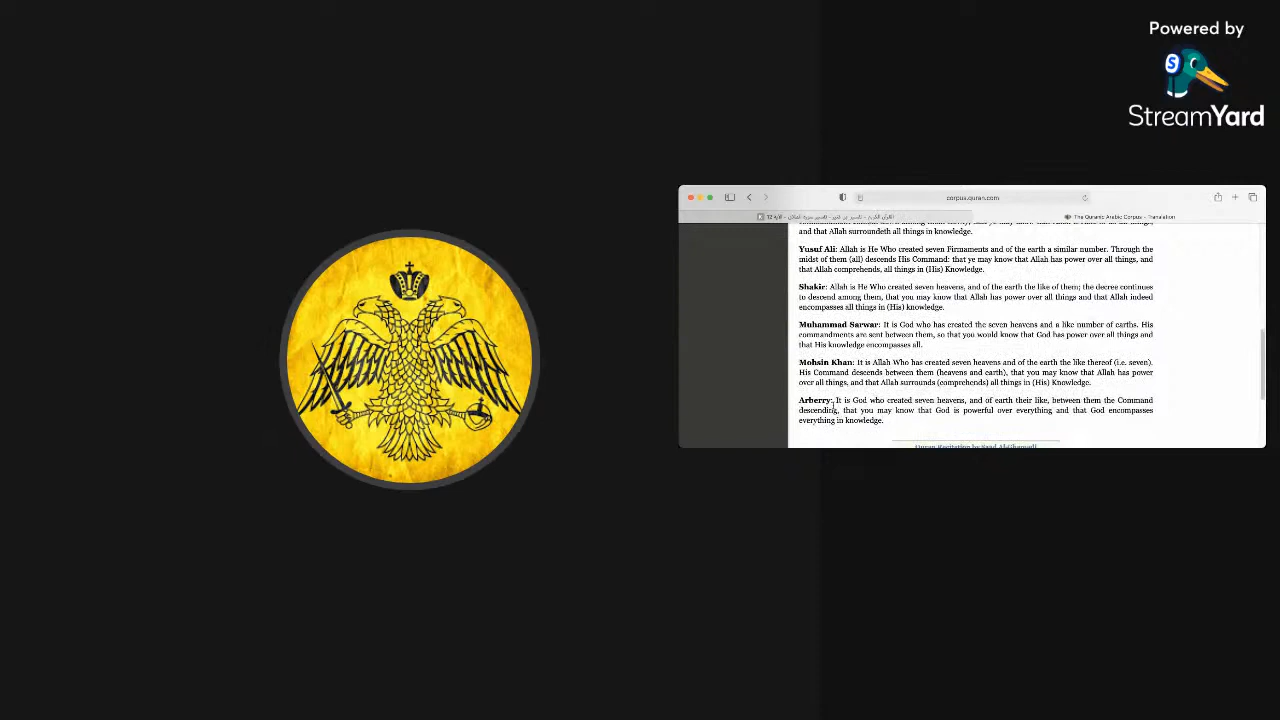 Powered by
S
StreamYard
corpus.quran.com
The Quranic Arabic Corpus - Translation
and that Allah surroundeth all things in knowledge.
Yusuf Ali: Allah is He Who created seven Firmaments and of the earth a similar number. Through the
midst of them (all) descends His Command: that ye may know that Allah has power over all things, and
that Allah comprehends, all things in (His) Knowledge.
Shakir: Allah is He Who created seven heavens, and of the earth the like of them; the decree continues
to descend among them, that you may know that Allah has power over all things and that Allah indeed
encompasses all things in (His) knowledge.
Muhammad Sarwar: It is God who has created the seven heavens and a like number of earths. His
commandments are sent between them, so that you would know that God has power over all things and
that His knowledge encompasses all.
Mohsin Khan: It is Allah Who has created seven heavens and of the earth the like thereof (i.e. seven).
His Command descends between them (heavens and earth), that you may know that Allah has power
over all things, and that Allah surrounds (comprehends) all things in (His) Knowledge.
Arberry: It is God who created seven heavens, and of earth their like, between them the Command
descending, that you may know that God is powerful over everything and that God encompasses
everything in knowledge.